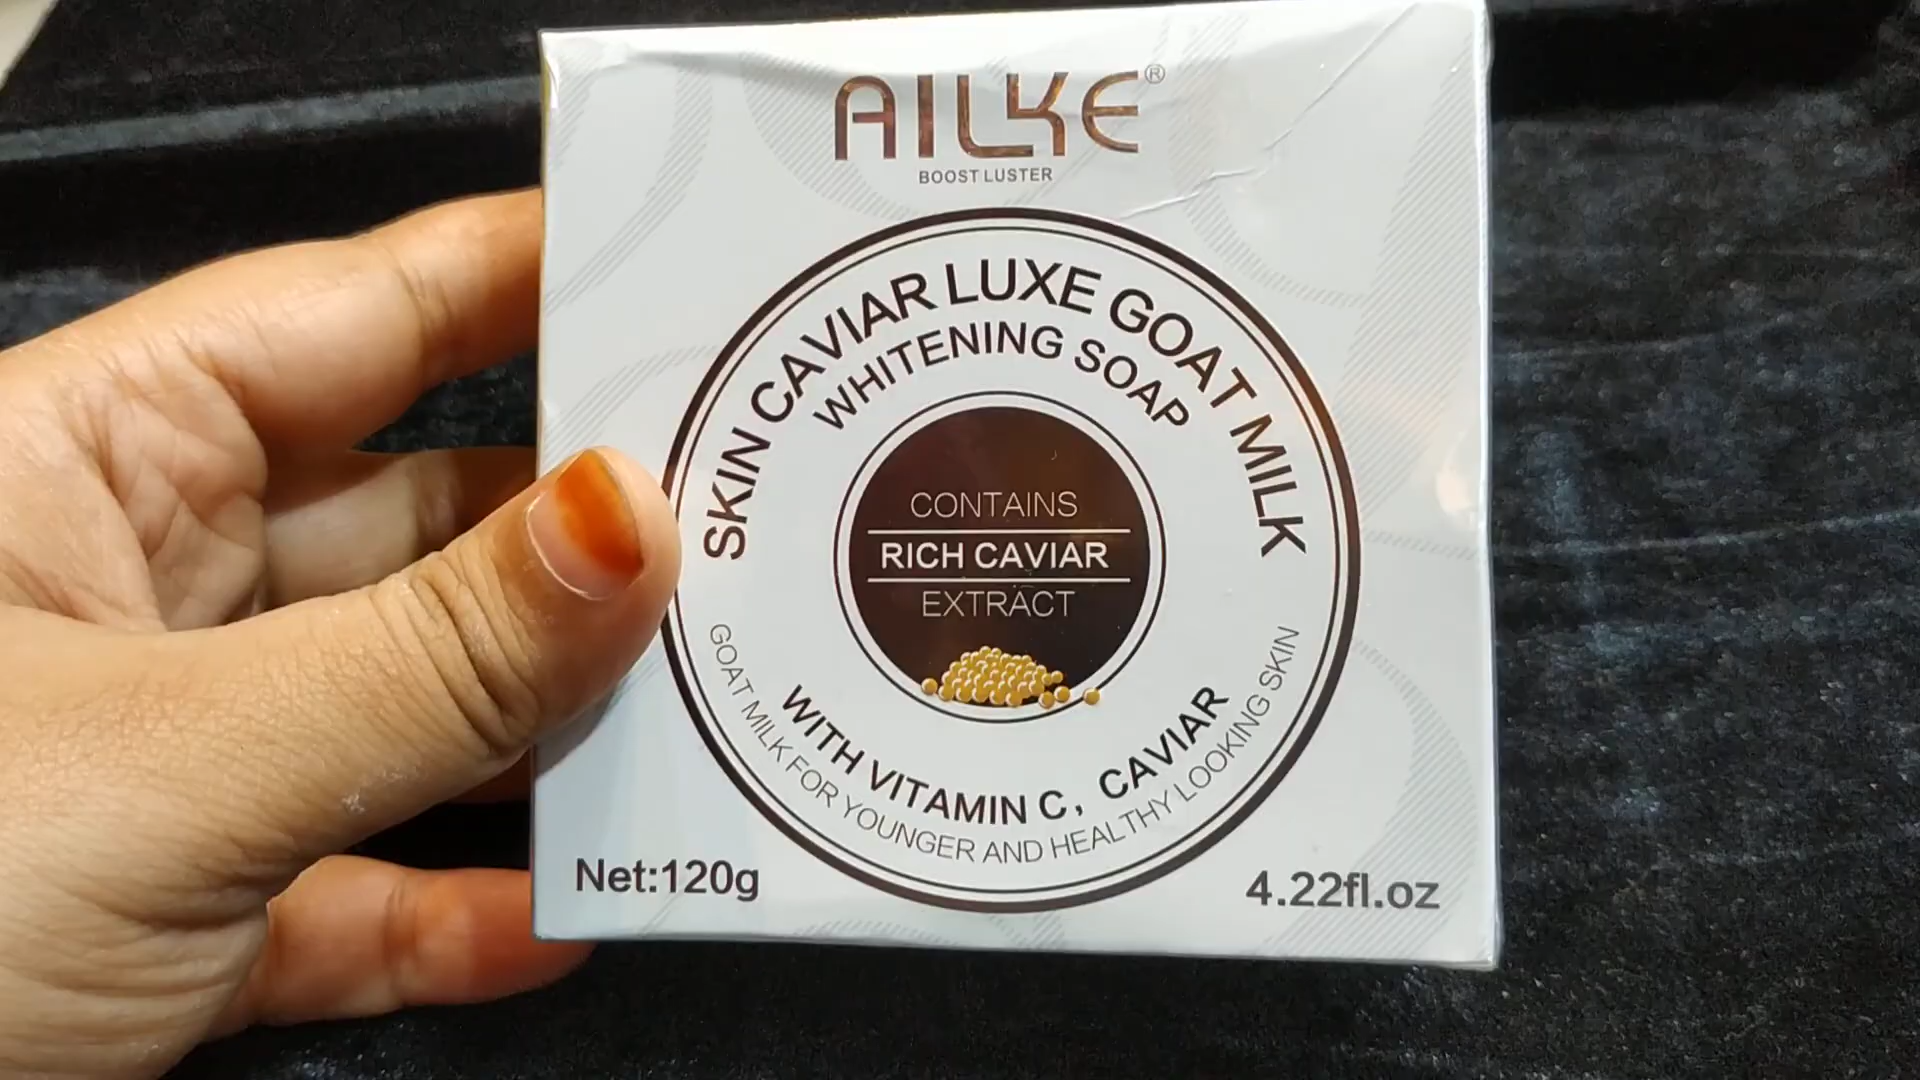 AILKE®
BOOST LUSTER
SKIN CAVIAR LUXE GOAT MILK
WHITENING SOAP
CONTAINS
RICH CAVIAR
EXTRACT
WITH VITAMIN C, CAVIAR
GOAT MILK FOR YOUNGER AND HEALTHY LOOKING SKIN
Net:120g
4.22fl.oz